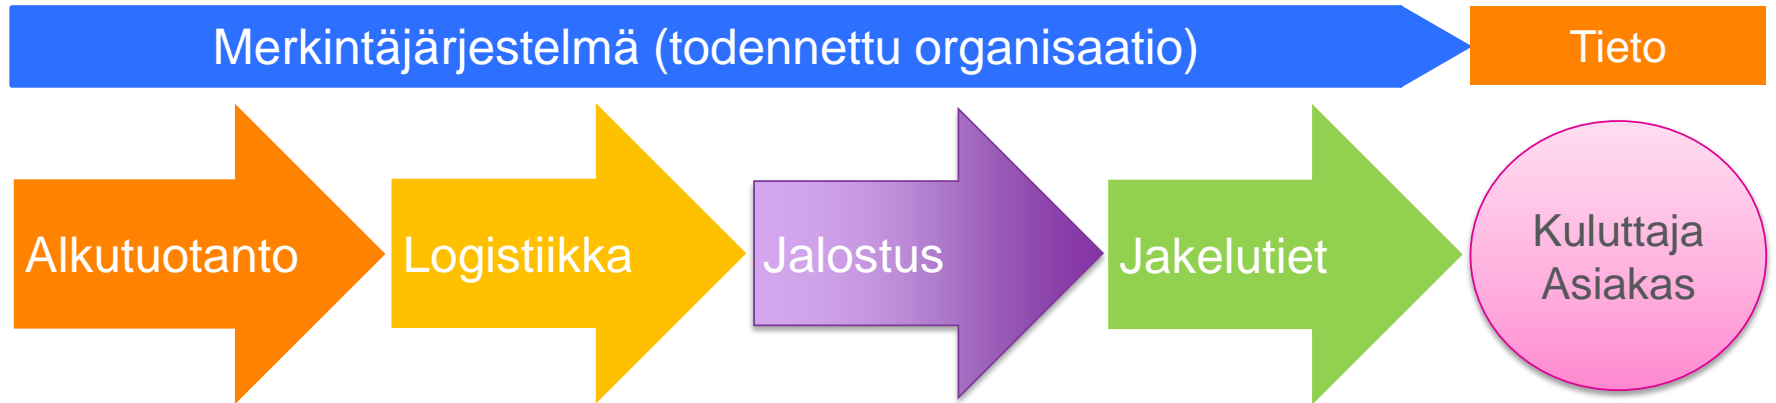 Merkintäjärjestelmä (todennettu organisaatio)
Tieto
Alkutuotanto
Logistiikka
Jalostus
Jakelutiet
Kuluttaja
Asiakas